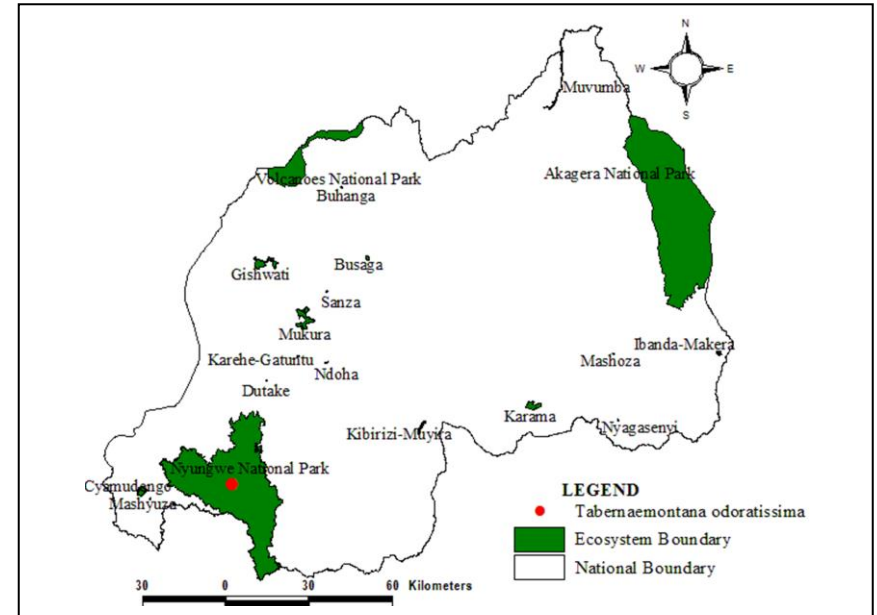 N
W E
S
Muvumba
Akagera National Park
Volcanoes National Park
Buhanga
Gishwati
Busaga
Sanza
Mukura
Ibanda-Makera
Mashoza
Karehe-Gatuntu
Ndoha
Dutake
Karama
Kibirizi-Muyira
Nyagasenyi
Nyungwe National Park
Cyamudongo
Mashyuza
LEGEND
Tabernaemontana odoratissima
Ecosystem Boundary
National Boundary
30 0 30 60 Kilometers